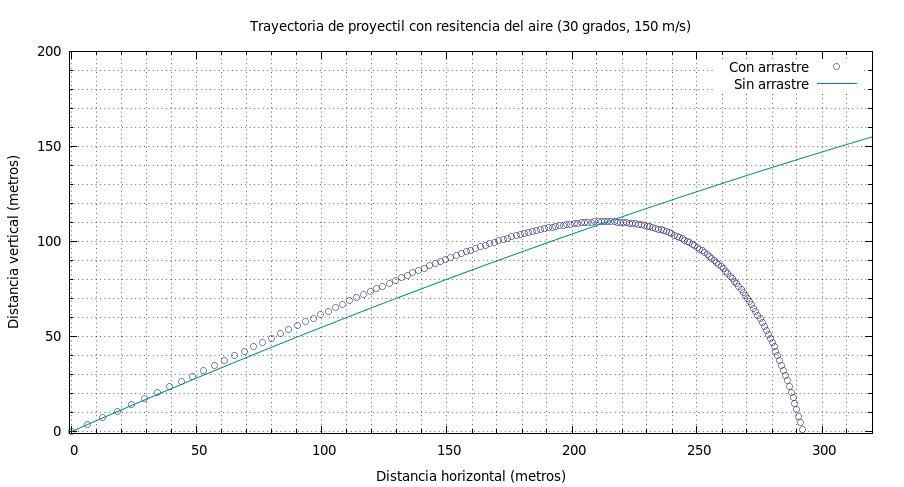 Trayectoria de proyectil con resitencia del aire (30 grados, 150 m/s)
Con arrastre
Sin arrastre
200
150
100
50
0
Distancia vertical (metros)
0 50 100 150 200 250 300
Distancia horizontal (metros)